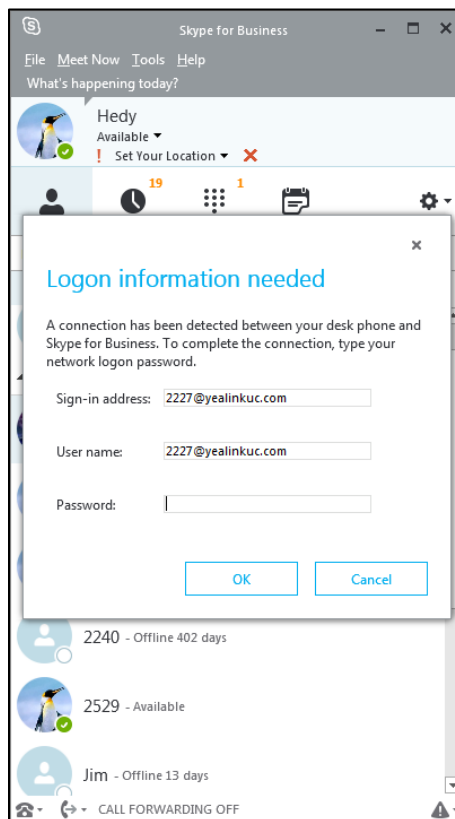 Skype for Business
File Meet Now Tools Help
What's happening today?
Hedy
Available
! Set Your Location
19
1
Logon information needed
A connection has been detected between your desk phone and
Skype for Business. To complete the connection, type your
network logon password.
Sign-in address: 2227@yealinkuc.com
User name: 2227@yealinkuc.com
Password:
OK Cancel
2240 - Offline 402 days
2529 - Available
Jim - Offline 13 days
CALL FORWARDING OFF